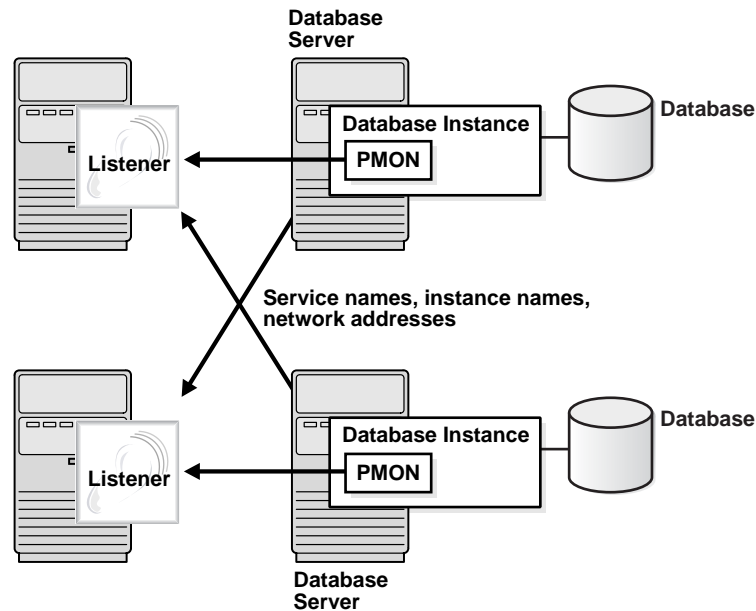 Database
Server
Database
Database Instance
PMON
Listener
Service names, instance names,
network addresses
Database
Database Instance
PMON
Listener
Database
Server